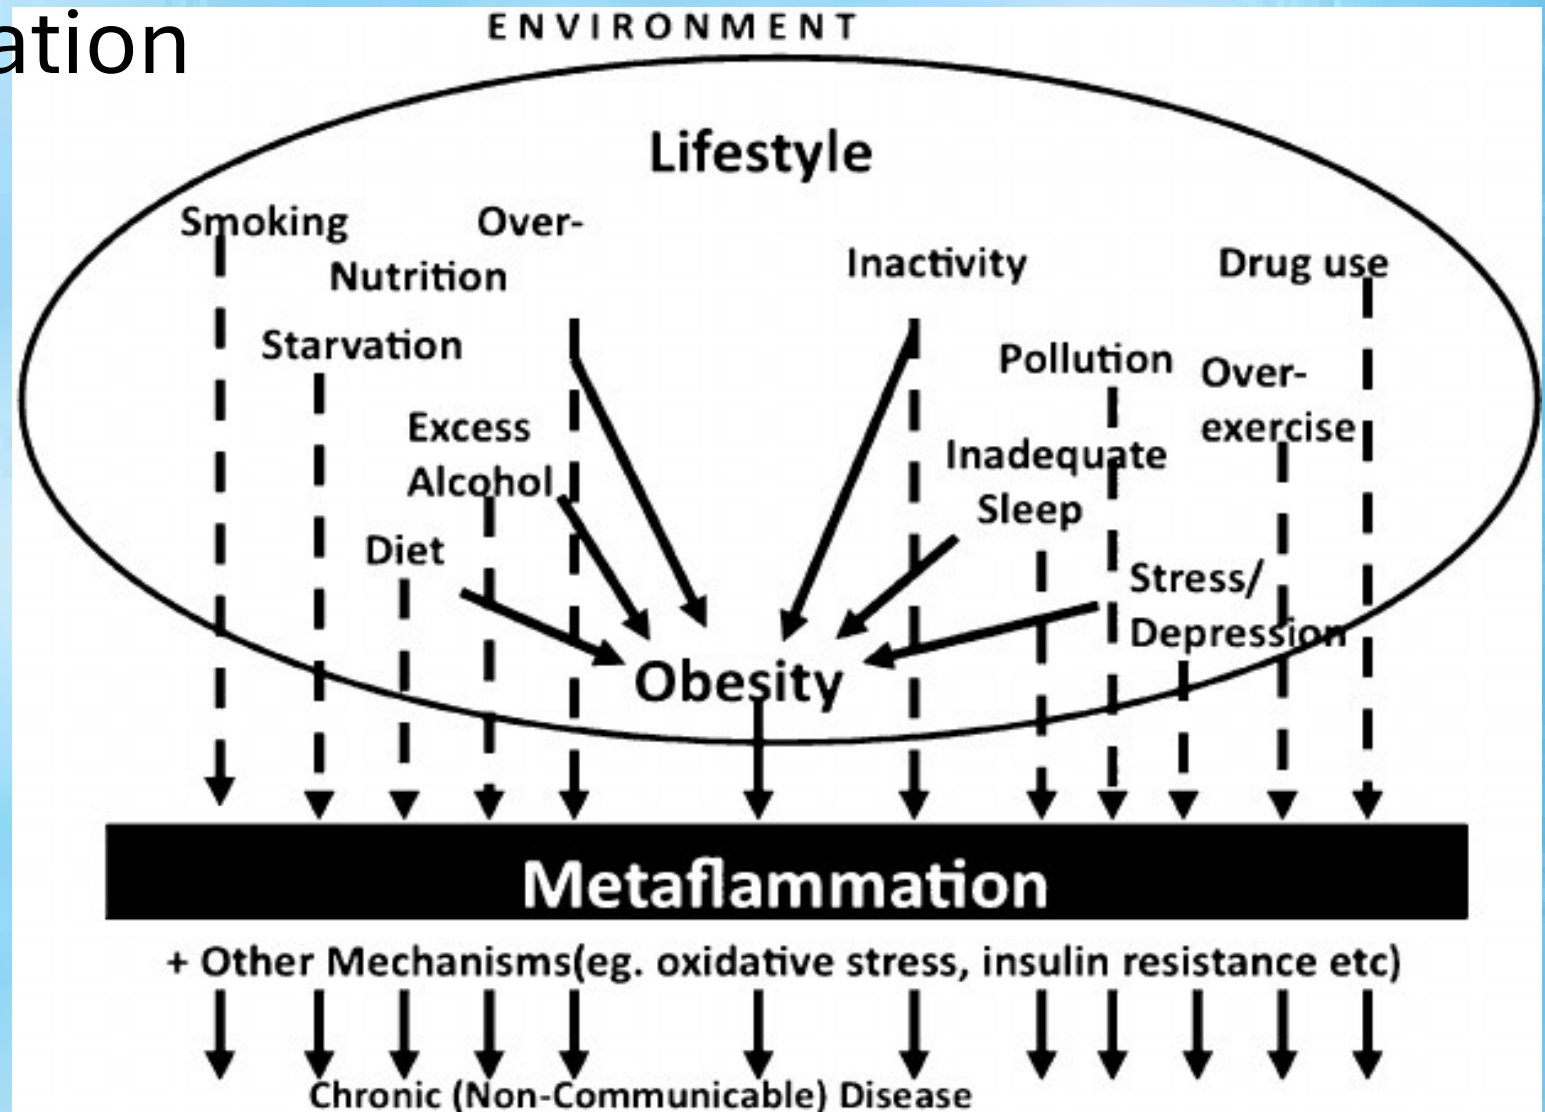 ation
ENVIRONMENT
Lifestyle
Smoking
Over-
Nutrition
Inactivity
Drug use
Starvation
Pollution
Over-
exercise
Excess
Alcohol
Inadequate
Sleep
Diet
Stress/
Depression
Obesity
Metaflammation
+ Other Mechanisms(eg. oxidative stress, insulin resistance etc)
Chronic (Non-Communicable) Disease